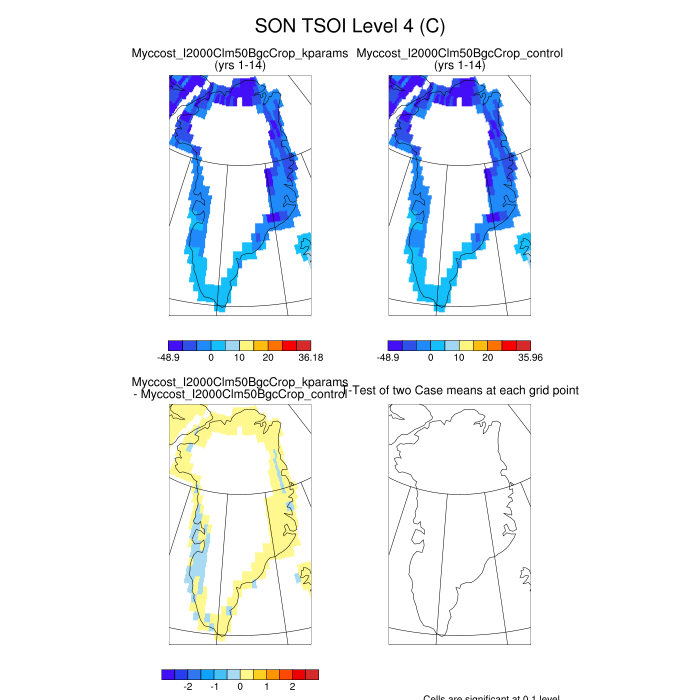 SON TSOI Level 4 (C)
Myccost_I2000Clm50BgcCrop_kparams
(yrs 1-14)
Myccost_I2000Clm50BgcCrop_control
(yrs 1-14)
-48.9 0 10 20 36.18
-48.9 0 10 20 35.96
Myccost_I2000Clm50BgcCrop_kparams
- Myccost_I2000Clm50BgcCrop_control
T-Test of two Case means at each grid point
-2 -1 0 1 2
Cells are significant at 0.1 level